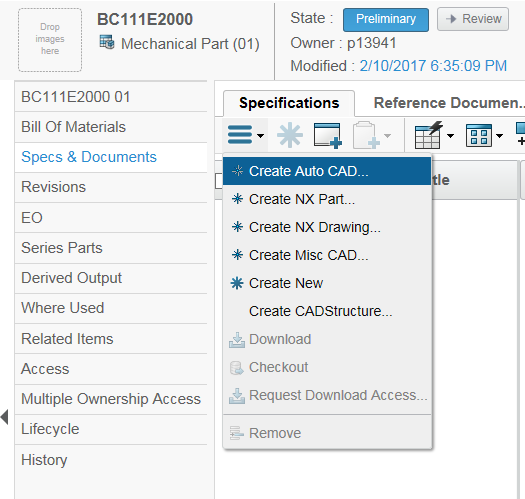 Drop
images
here
BC111E2000
Mechanical Part (01)
State : Preliminary Review
Owner : p13941
Modified : 2/10/2017 6:35:09 PM
BC111E2000 01
Bill Of Materials
Specs & Documents
Revisions
EO
Series Parts
Derived Output
Where Used
Related Items
Access
Multiple Ownership Access
Lifecycle
History
Specifications Reference Documen..
tle
Create Auto CAD...
Create NX Part...
Create NX Drawing...
Create Misc CAD...
Create New
Create CADStructure...
Download
Checkout
Request Download Access...
Remove